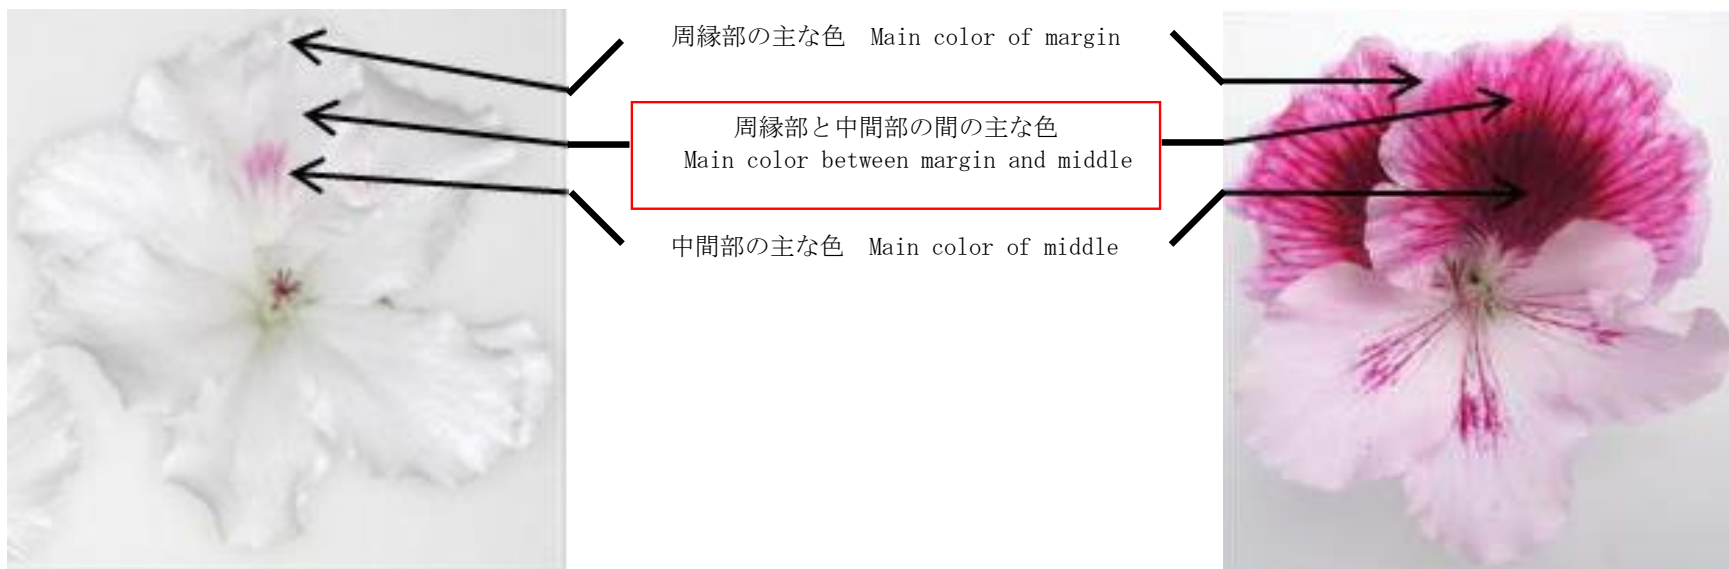 周縁部の主な色　Main color of margin
周縁部と中間部の間の主な色
Main color between margin and middle
中間部の主な色　Main color of middle